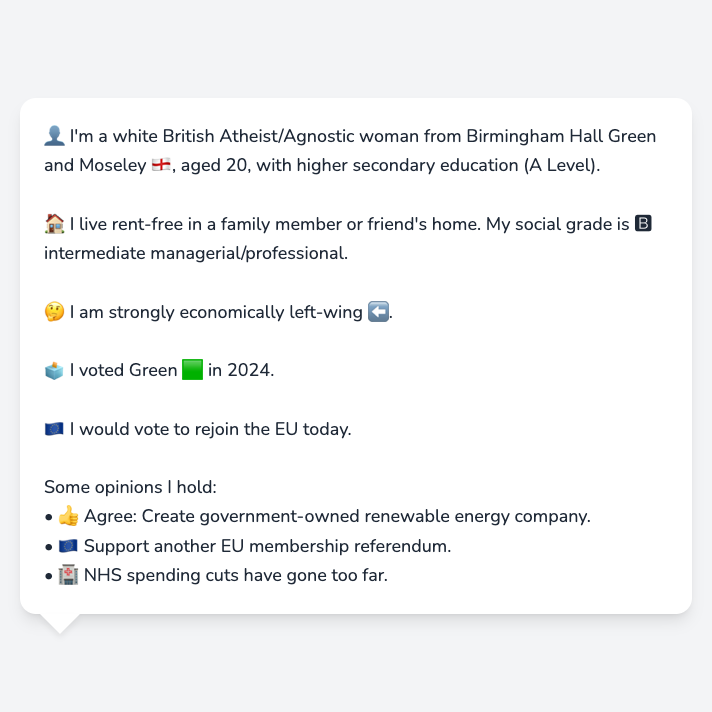 👤 I'm a white British Atheist/Agnostic woman from Birmingham Hall Green
and Moseley 🏴󠁧󠁢󠁥󠁮󠁧󠁿, aged 20, with higher secondary education (A Level).
🏠 I live rent-free in a family member or friend's home. My social grade is 🅱
intermediate managerial/professional.
🤔 I am strongly economically left-wing ⬅️.
🗳️ I voted Green 🟩 in 2024.
🇪🇺 I would vote to rejoin the EU today.
Some opinions I hold:
• 👍 Agree: Create government-owned renewable energy company.
• 🇪🇺 Support another EU membership referendum.
• 🏥 NHS spending cuts have gone too far.